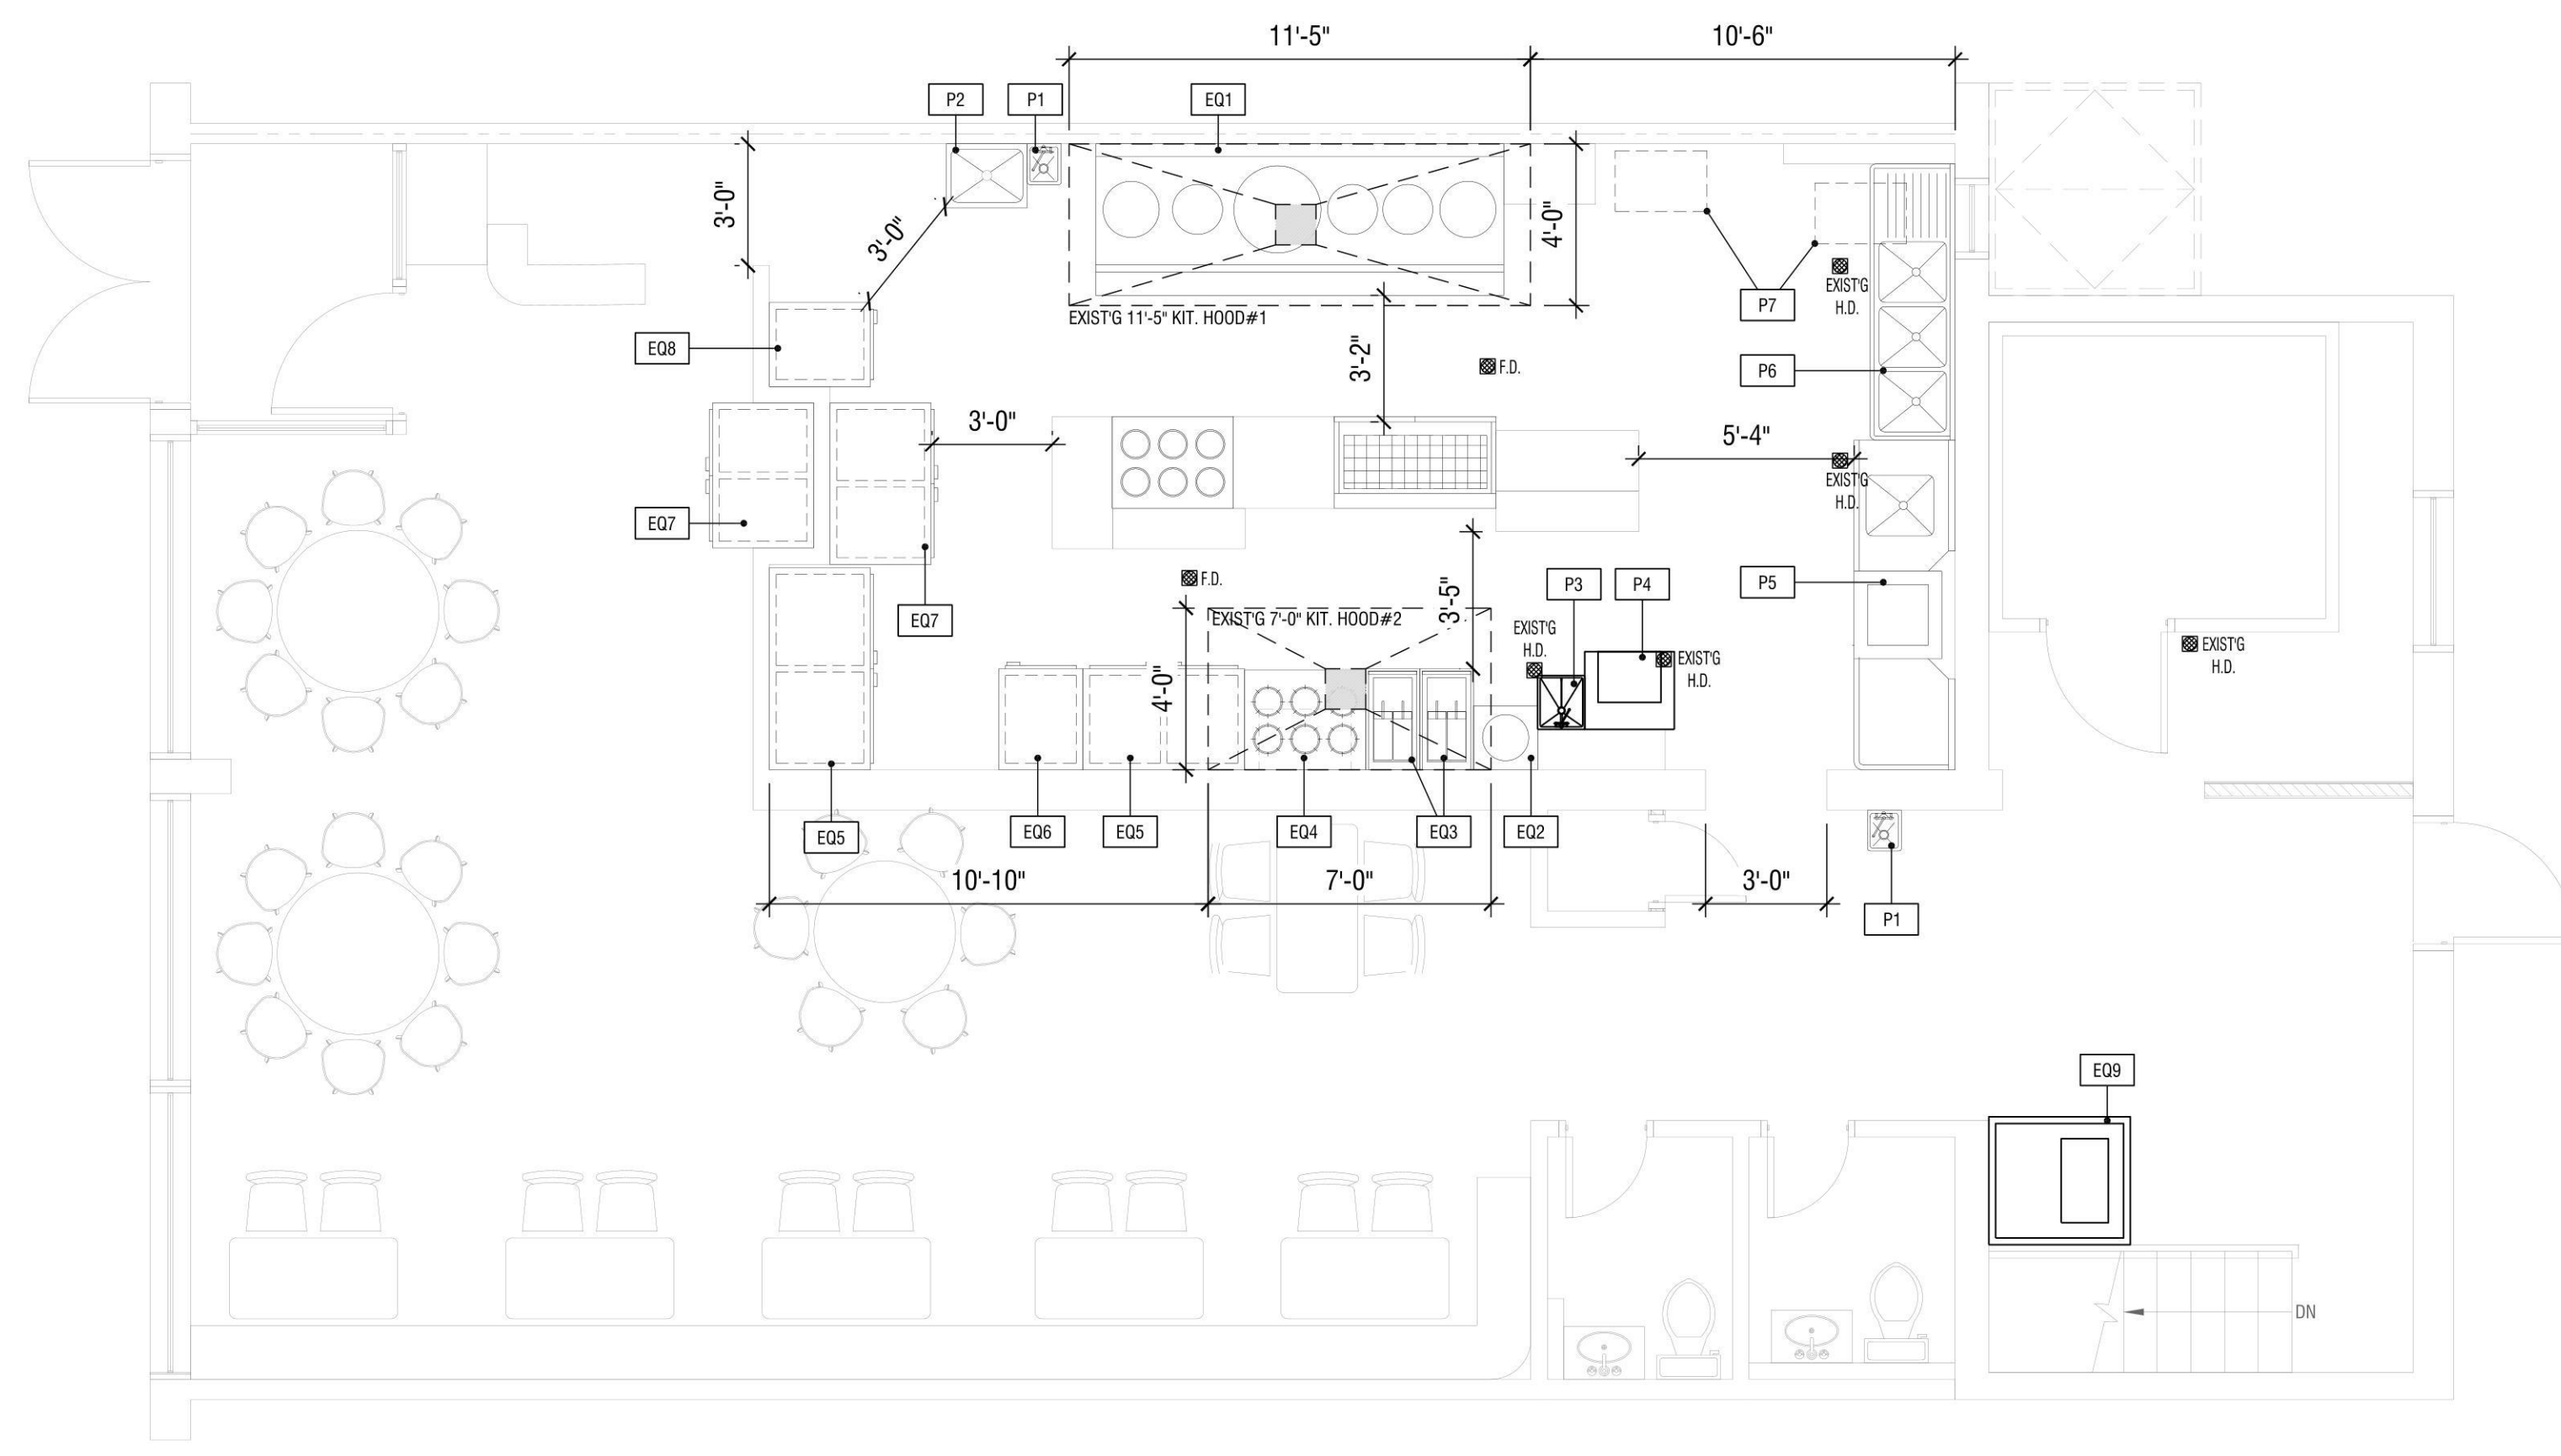 11'-5"
10'-6"
P2
P1
EQ1
3'-0"
3'-0"
4'-0"
EXIST'G
H.D.
P7
EXIST'G 11'-5" KIT. HOOD#1
EQ8
3'-2"
F.D.
P6
3'-0"
5'-4"
EXIST'G
H.D.
EQ7
F.D.
3'-5"
P3
P4
P5
EQ7
EXIST'G 7'-0" KIT. HOOD#2
EXIST'G
H.D.
EXIST'G
H.D.
EXIST'G
H.D.
4'-0"
EQ5
EQ6
EQ5
EQ4
EQ3
EQ2
10'-10"
7'-0"
3'-0"
P1
EQ9
DN